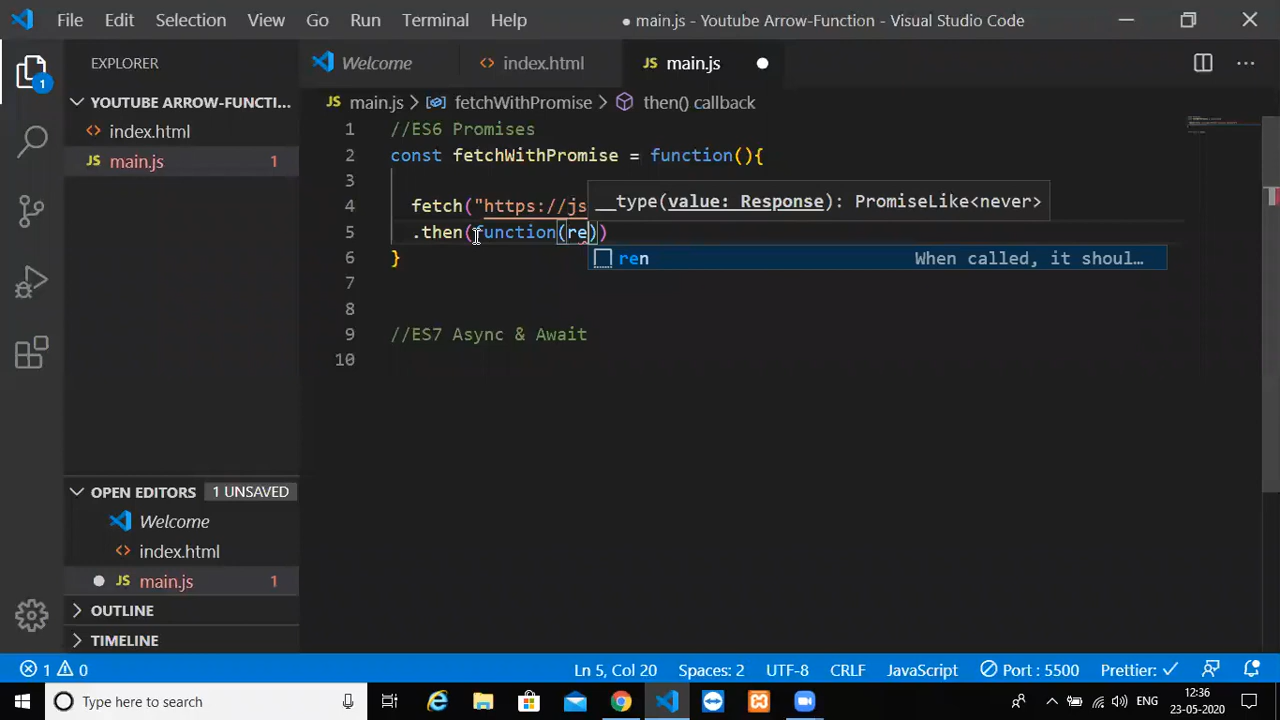 File Edit Selection View Go Run Terminal Help ● main.js - Youtube Arrow-Function - Visual Studio Code
EXPLORER
Welcome index.html JS main.js
1
YOUTUBE ARROW-FUNCTI...
index.html
JS main.js 1
JS main.js > fetchWithPromise > then() callback
1 //ES6 Promises
2 const fetchWithPromise = function(){
3
4 fetch("https://js
__type(value: Response): PromiseLike<never>
5 .then(function(re))
ren When called, it shoul…
6 }
7
8
9 //ES7 Async & Await
10
OPEN EDITORS 1 UNSAVED
Welcome
index.html
JS main.js 1
OUTLINE
TIMELINE
1 0 Ln 5, Col 20 Spaces: 2 UTF-8 CRLF JavaScript Port : 5500 Prettier: ✓
Type here to search
ENG
12:36
23-05-2020